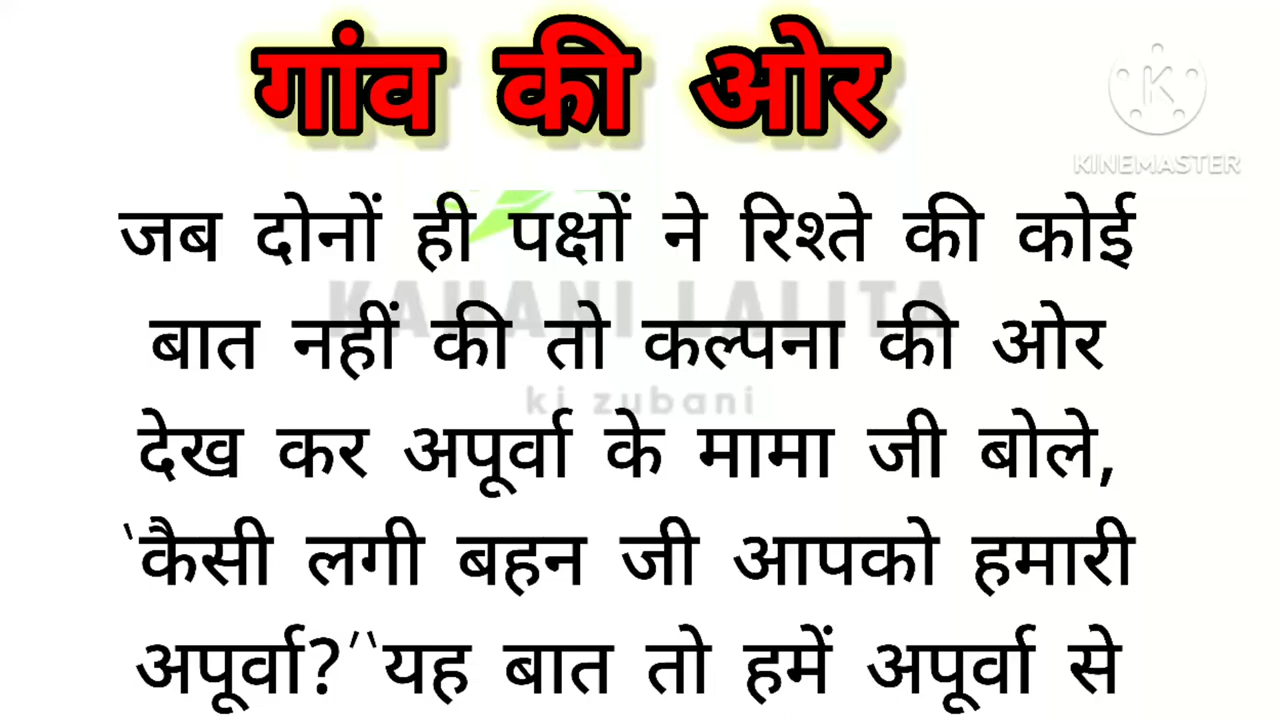 गांव की ओर
KINEMASTER
जब दोनों ही पक्षों ने रिश्ते की कोई
KAHANI LALITA
बात नहीं की तो कल्पना की ओर
ki zubani
देख कर अपूर्वा के मामा जी बोले,
‵कैसी लगी बहन जी आपको हमारी
अपूर्वा?′‵यह बात तो हमें अपूर्वा से